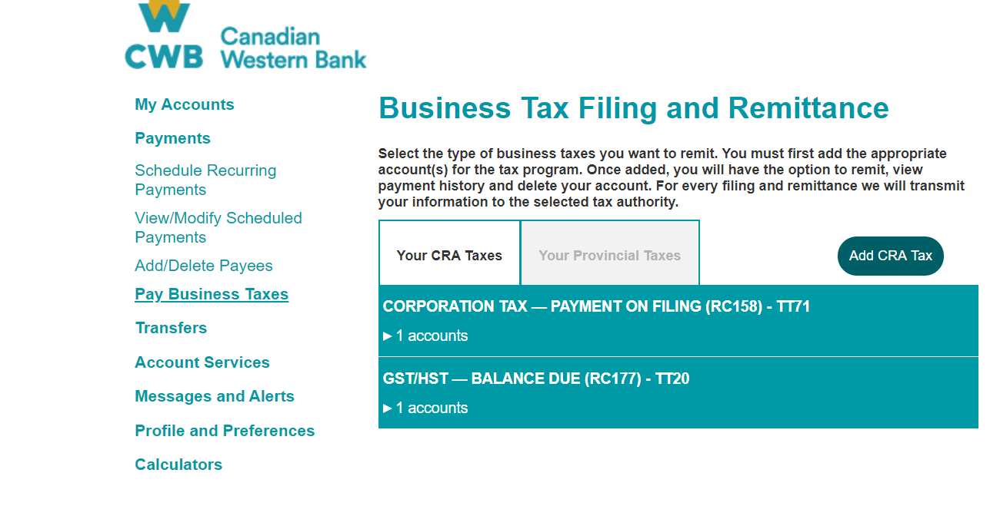 CWB
Canadian
Western Bank
My Accounts
Payments
Schedule Recurring
Payments
View/Modify Scheduled
Payments
Add/Delete Payees
Pay Business Taxes
Transfers
Account Services
Messages and Alerts
Profile and Preferences
Calculators
Business Tax Filing and Remittance
Select the type of business taxes you want to remit. You must first add the appropriate
account(s) for the tax program. Once added, you will have the option to remit, view
payment history and delete your account. For every filing and remittance we will transmit
your information to the selected tax authority.
Your CRA Taxes
Your Provincial Taxes
Add CRA Tax
CORPORATION TAX — PAYMENT ON FILING (RC158) - TT71
▶ 1 accounts
GST/HST — BALANCE DUE (RC177) - TT20
▶ 1 accounts